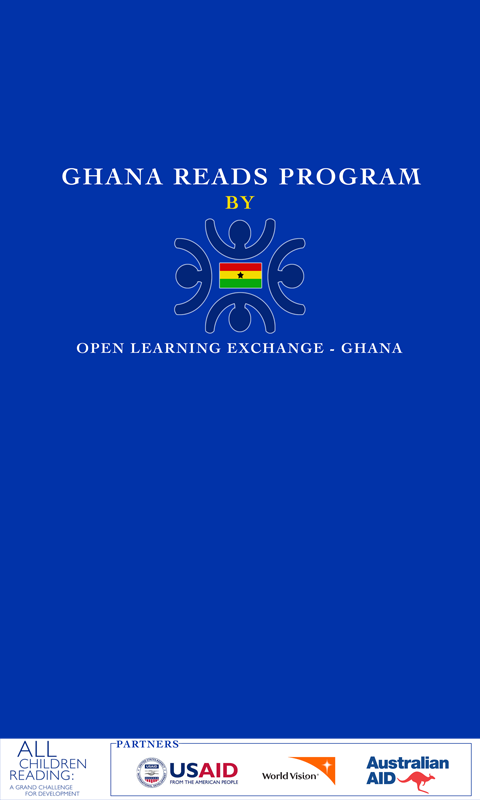 GHANA READS PROGRAM
BY
OPEN LEARNING EXCHANGE - GHANA
ALL
CHILDREN
READING:
A GRAND CHALLENGE
FOR DEVELOPMENT
PARTNERS
USAID
FROM THE AMERICAN PEOPLE
World Vision
Australian
AID